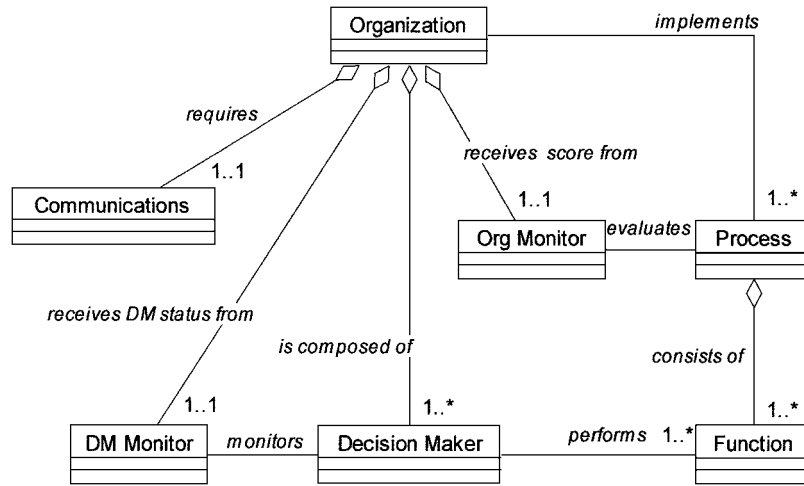 Organization
implements
requires
receives score from
1..1
Communications
1..1
1..*
Org Monitor
evaluates
Process
receives DM status from
is composed of
consists of
1..1
1..*
1..*
DM Monitor
monitors
Decision Maker
performs
1..*
Function